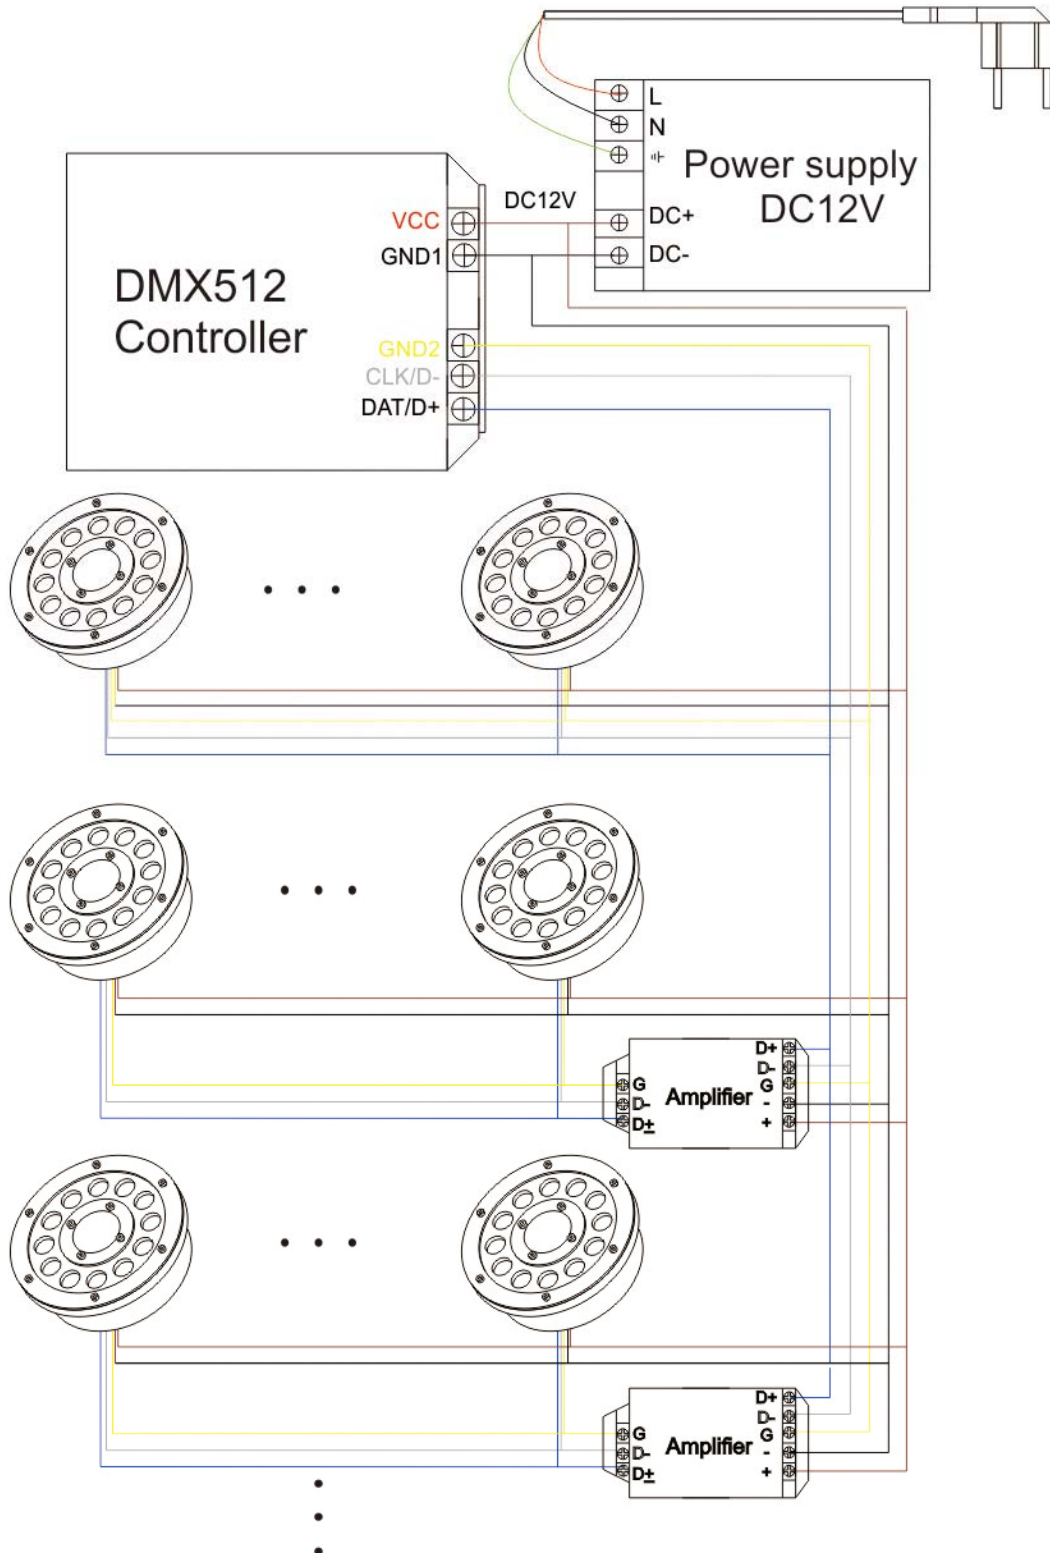 L
N
Power supply
DC12V
DC12V
DC+
DC-
VCC
GND1
DMX512
Controller
GND2
CLK/D-
DAT/D+
D+
D-
G
-
+
Amplifier
G
D-
D±
D+
D-
G
-
+
Amplifier
G
D-
D±